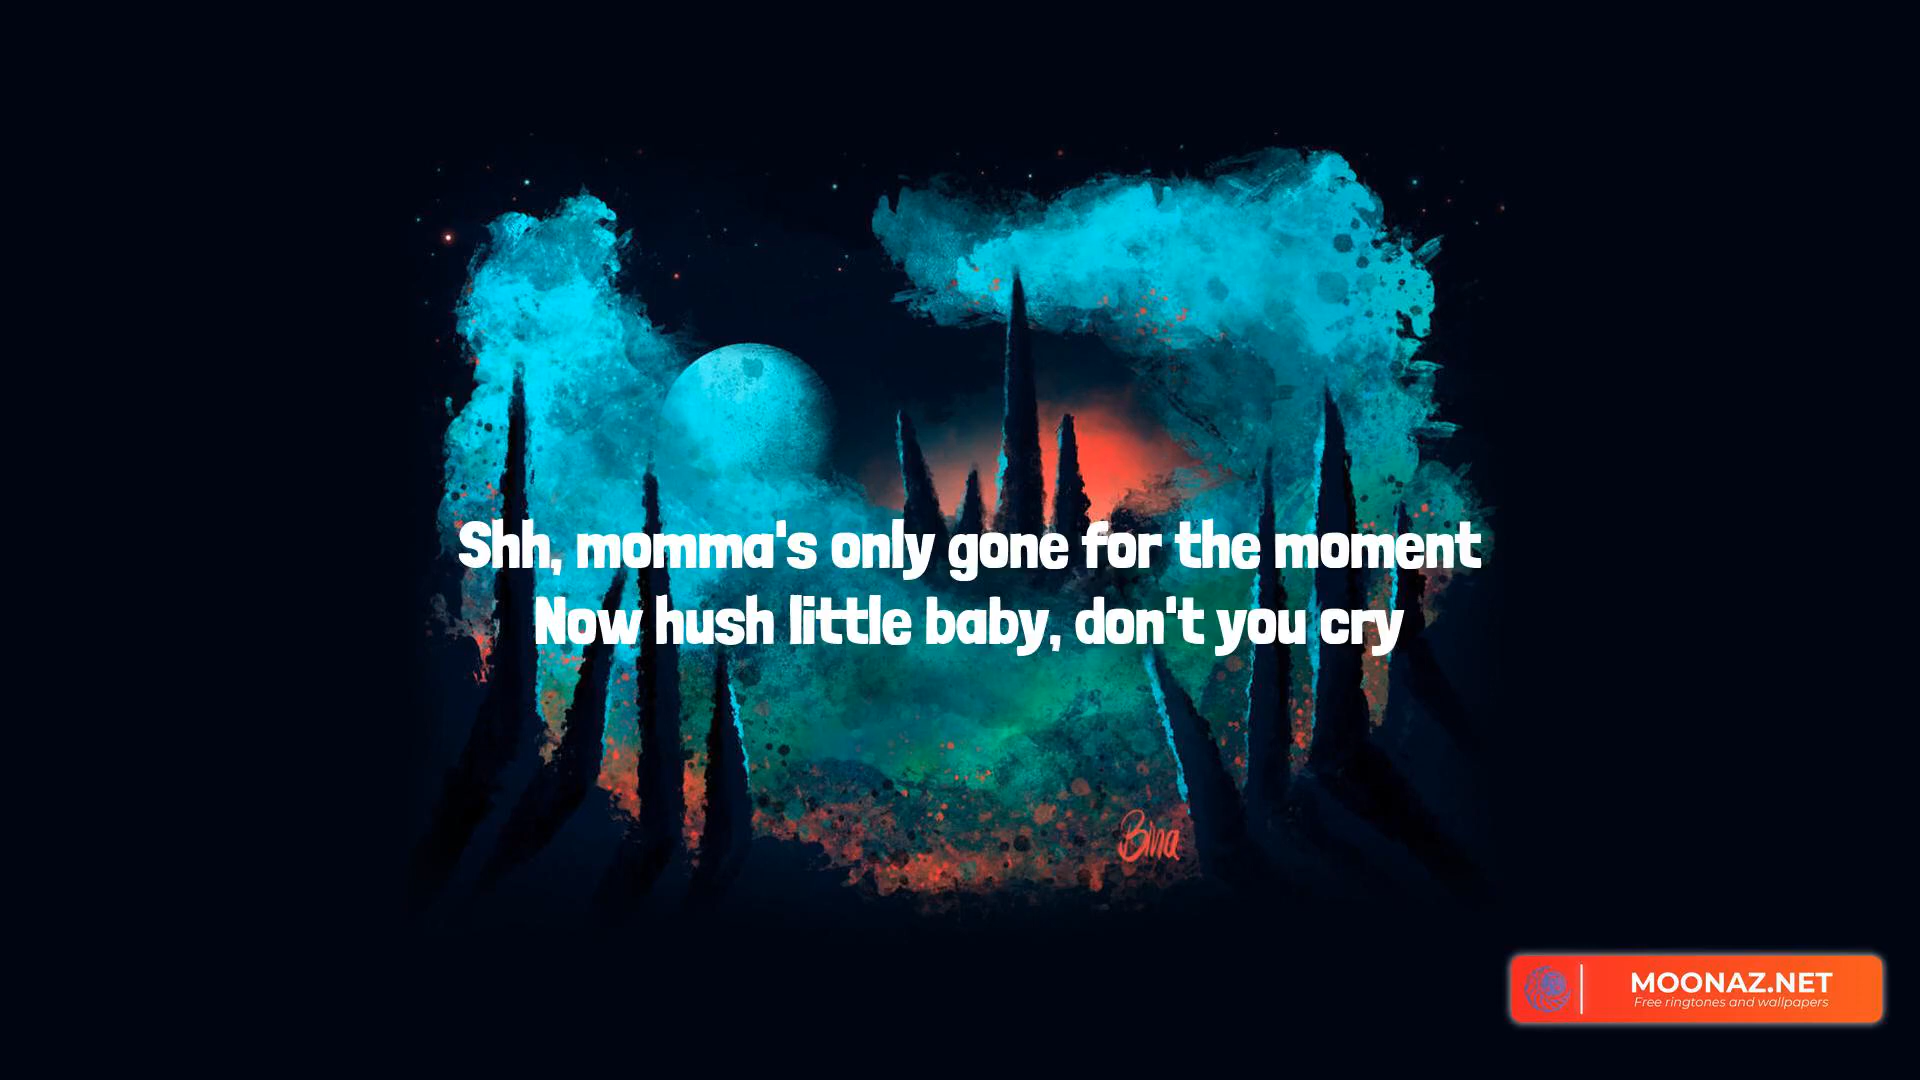 Shh, momma's only gone for the moment
Now hush little baby, don't you cry
Bina
MOONAZ.NET
Free ringtones and wallpapers